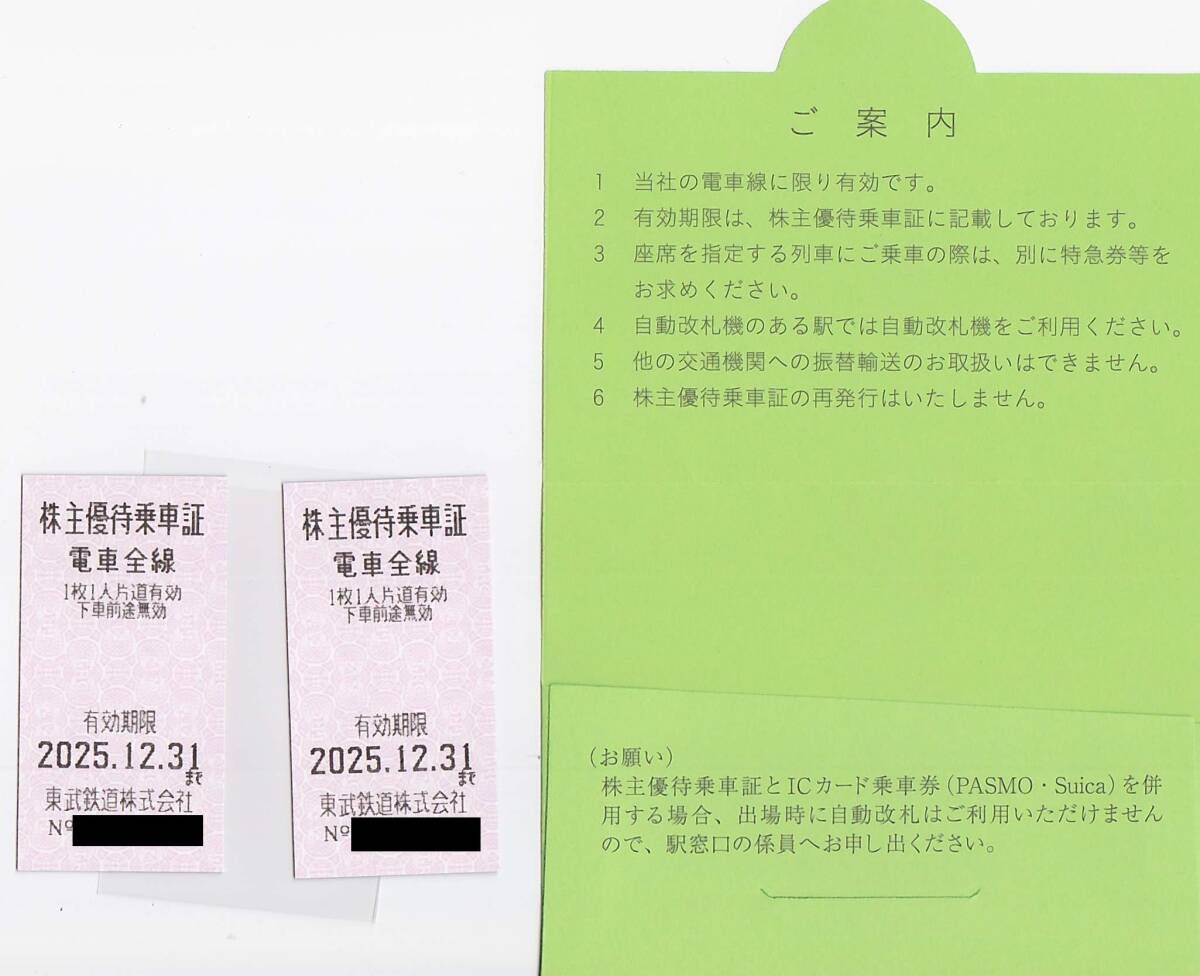 株主優待乗車証
電車全線
1枚1人片道有効
下車前途無効
有効期限
2025.12.31
まで
東武鉄道株式会社
Nº
株主優待乗車証
電車全線
1枚1人片道有効
下車前途無効
有効期限
2025.12.31
まで
東武鉄道株式会社
Nº
ご案内
1 当社の電車線に限り有効です。
2 有効期限は、株主優待乗車証に記載しております。
3 座席を指定する列車にご乗車の際は、別に特急券等を
お求めください。
4 自動改札機のある駅では自動改札機をご利用ください。
5 他の交通機関への振替輸送のお取扱いはできません。
6 株主優待乗車証の再発行はいたしません。
(お願い)
株主優待乗車証とICカード乗車券(PASMO・Suica)を併
用する場合、出場時に自動改札はご利用いただけません
ので、駅窓口の係員へお申し出ください。